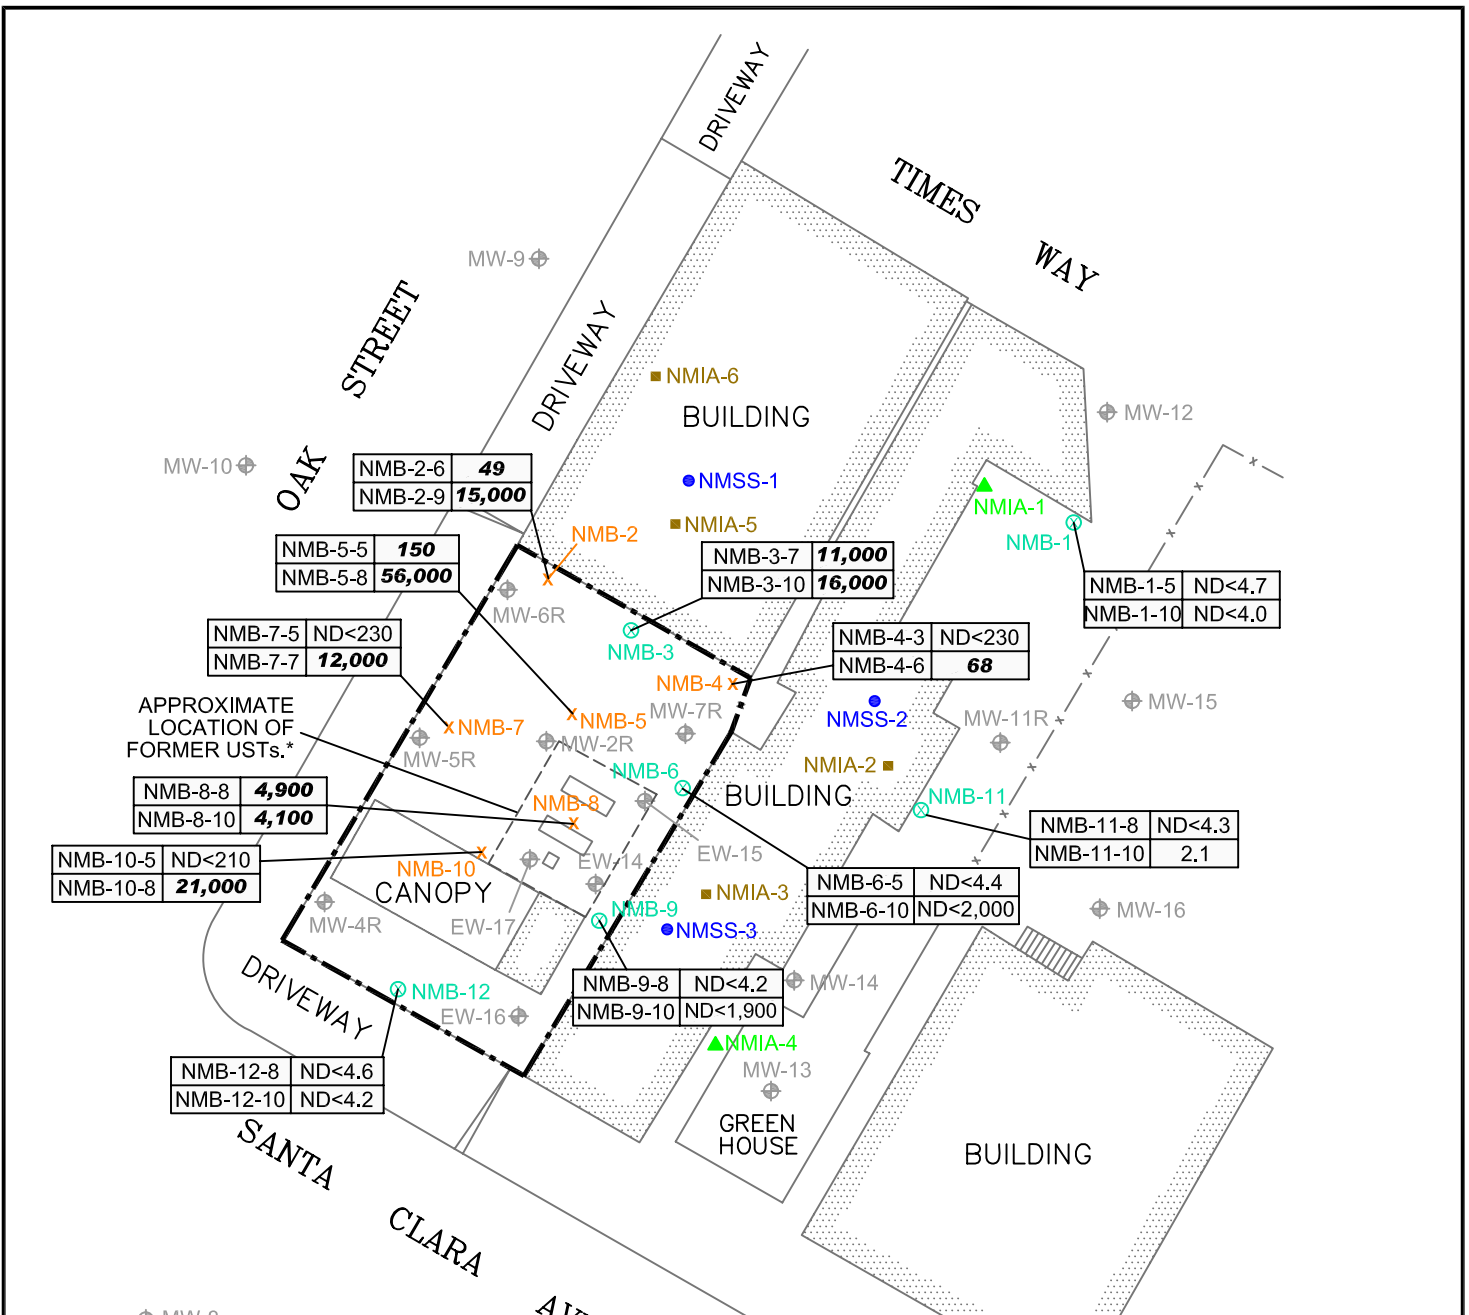 DRIVEWAY
TIMES
WAY
MW-9
STREET
OAK
DRIVEWAY
NMIA-6
BUILDING
MW-12
MW-10
NMB-2-6 49
NMB-2-9 15,000
NMSS-1
NMIA-5
NMIA-1
NMB-1
NMB-2
NMB-5-5 150
NMB-5-8 56,000
NMB-3-7 11,000
NMB-3-10 16,000
NMB-1-5 ND<4.7
NMB-1-10 ND<4.0
MW-6R
NMB-7-5 ND<230
NMB-7-7 12,000
NMB-3
NMB-4-3 ND<230
NMB-4-6 68
NMB-4
APPROXIMATE
LOCATION OF
FORMER USTs.*
NMB-7
NMB-5
MW-7R
NMSS-2
MW-11R
MW-15
MW-5R
MW-2R
NMB-6
NMIA-2
BUILDING
NMB-11
NMB-8-8 4,900
NMB-8-10 4,100
NMB-8
NMB-11-8 ND<4.3
NMB-11-10 2.1
NMB-10-5 ND<210
NMB-10-8 21,000
NMB-10
EW-14
EW-15
CANOPY
NMB-6-5 ND<4.4
NMB-6-10 ND<2,000
NMIA-3
MW-4R
EW-17
NMB-9
NMSS-3
MW-16
DRIVEWAY
NMB-12
EW-16
NMB-9-8 ND<4.2
NMB-9-10 ND<1,900
MW-14
NMIA-4
MW-13
NMB-12-8 ND<4.6
NMB-12-10 ND<4.2
GREEN
HOUSE
BUILDING
SANTA
CLARA